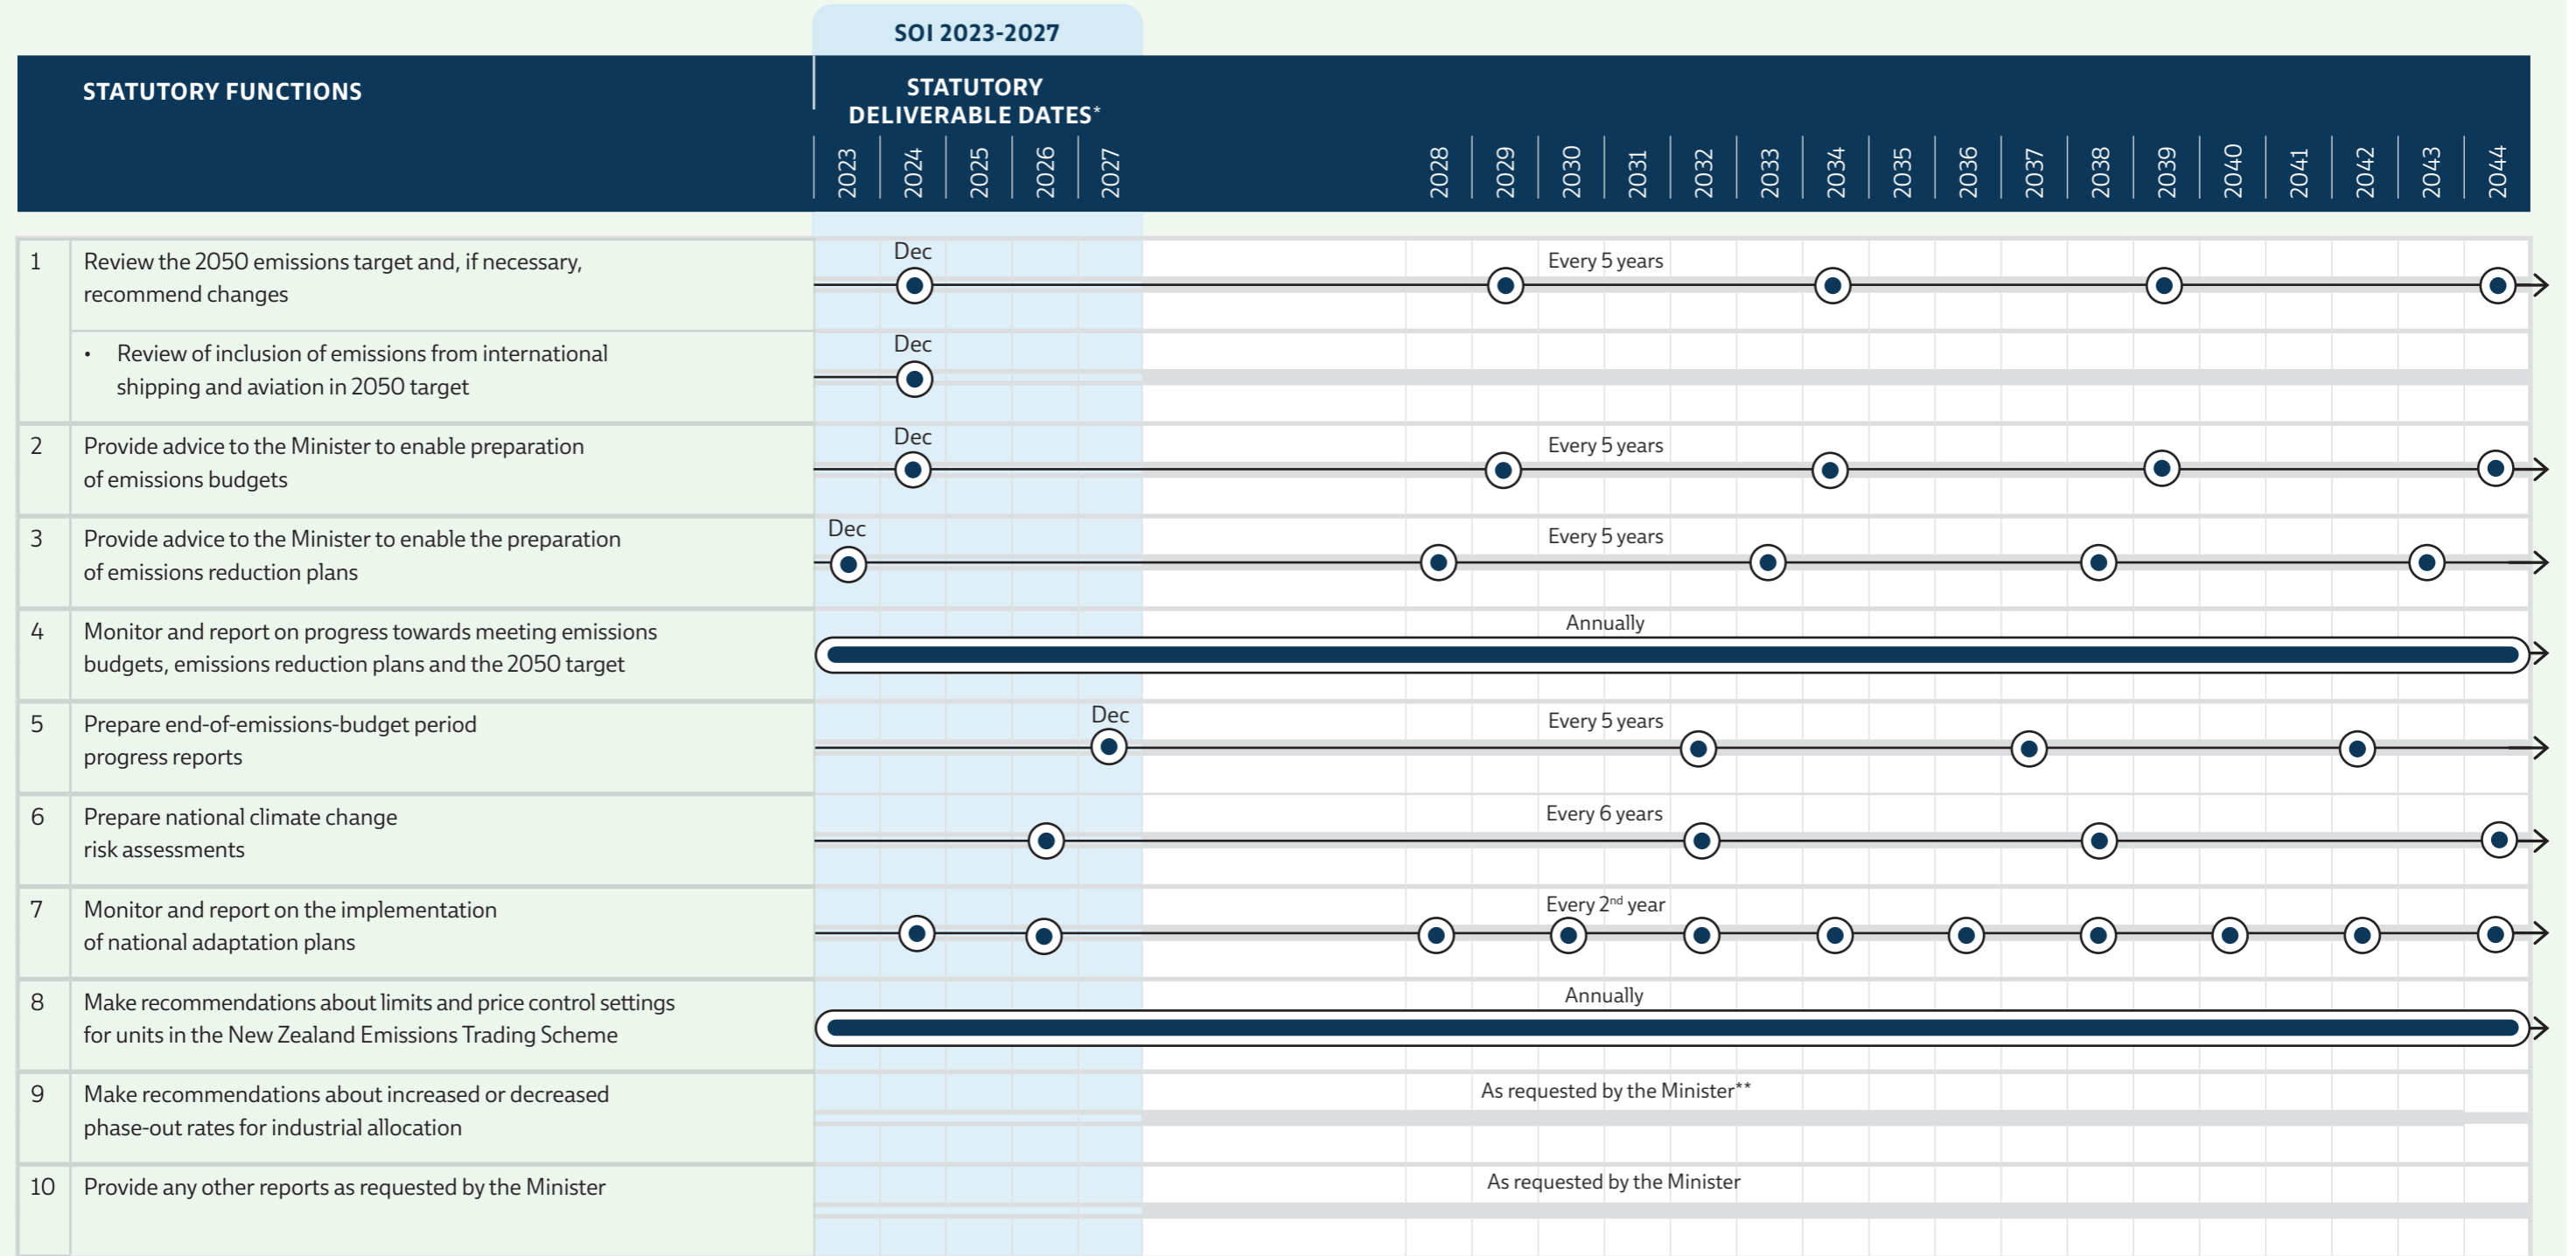 SOI 2023-2027
STATUTORY FUNCTIONS
STATUTORY
DELIVERABLE DATES*
2023
2024
2025
2026
2027
2028
2029
2030
2031
2032
2033
2034
2035
2036
2037
2038
2039
2040
2041
2042
2043
2044
1
Review the 2050 emissions target and, if necessary,
recommend changes
Dec
Every 5 years
• Review of inclusion of emissions from international
shipping and aviation in 2050 target
Dec
2
Provide advice to the Minister to enable preparation
of emissions budgets
Dec
Every 5 years
3
Provide advice to the Minister to enable the preparation
of emissions reduction plans
Dec
Every 5 years
4
Monitor and report on progress towards meeting emissions
budgets, emissions reduction plans and the 2050 target
Annually
5
Prepare end-of-emissions-budget period
progress reports
Dec
Every 5 years
6
Prepare national climate change
risk assessments
Every 6 years
7
Monitor and report on the implementation
of national adaptation plans
Every 2nd year
8
Make recommendations about limits and price control settings
for units in the New Zealand Emissions Trading Scheme
Annually
9
Make recommendations about increased or decreased
phase-out rates for industrial allocation
As requested by the Minister**
10
Provide any other reports as requested by the Minister
As requested by the Minister